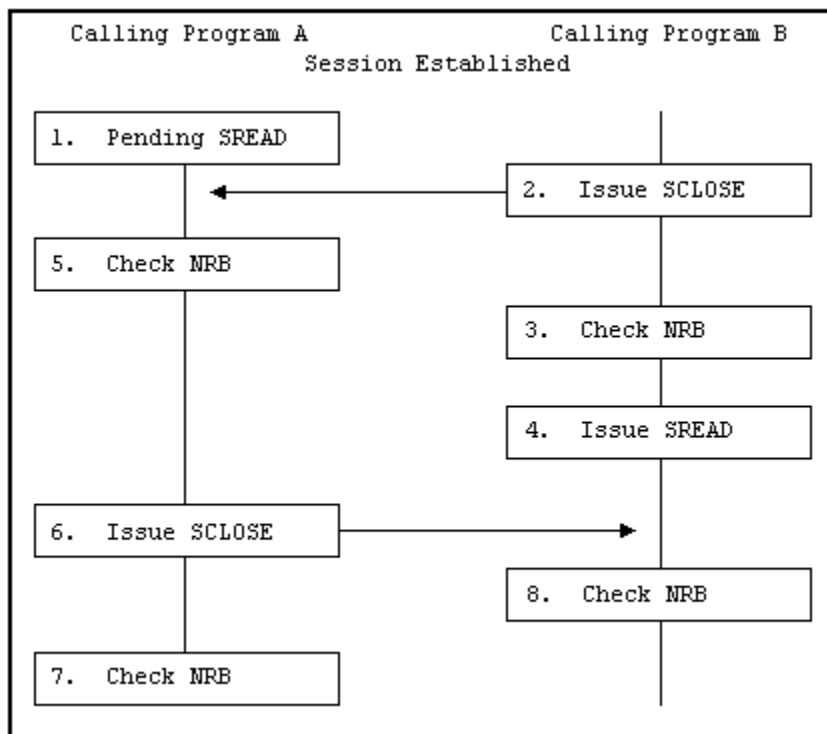 Calling Program A
Calling Program B
Session Established
1. Pending SREAD
2. Issue SCLOSE
5. Check NRB
3. Check NRB
4. Issue SREAD
6. Issue SCLOSE
8. Check NRB
7. Check NRB